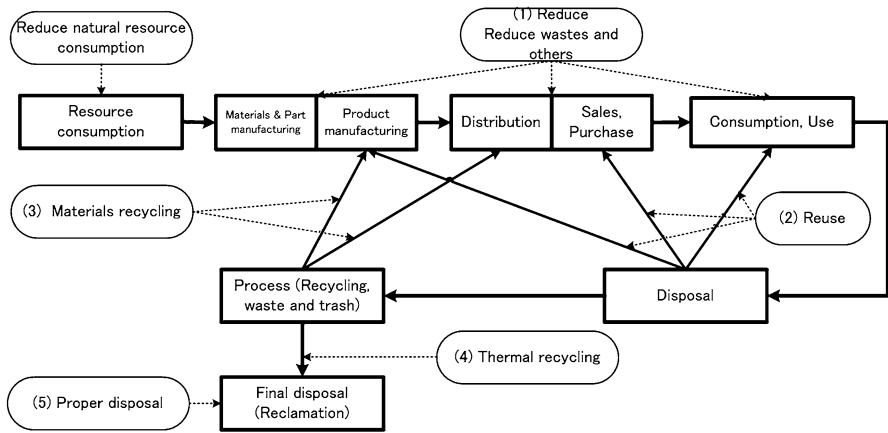 Reduce natural resource
consumption
(1) Reduce
Reduce wastes and
others
Resource
consumption
Materials & Part
manufacturing
Product
manufacturing
Distribution
Sales,
Purchase
Consumption, Use
(3) Materials recycling
(2) Reuse
Process (Recycling,
waste and trash)
Disposal
(4) Thermal recycling
(5) Proper disposal
Final disposal
(Reclamation)